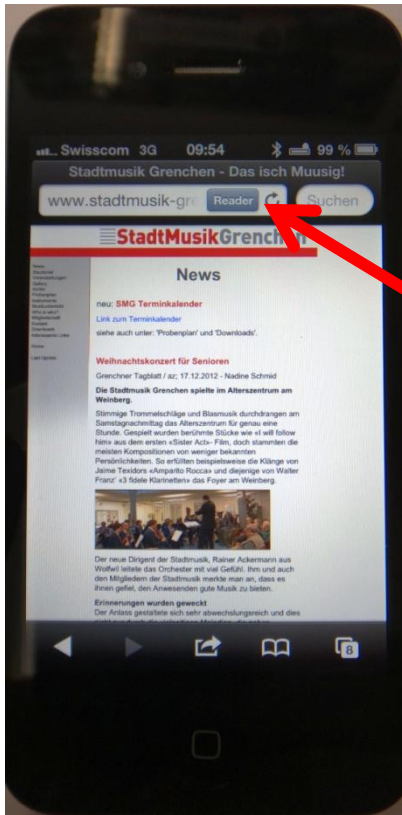 Swisscom 3G 09:54 99 %
Stadtmusik Grenchen - Das isch Muusig!
www.stadtmusik-gre Reader Suchen
StadtMusikGrenchen
News
neu: SMG Terminkalender
Link zum Terminkalender
siehe auch unter: 'Probenplan' und 'Downloads'.
Weihnachtskonzert für Senioren
Grenchner Tagblatt / az; 17.12.2012 - Nadine Schmid
Die Stadtmusik Grenchen spielte im Alterszentrum am
Weinberg.
Stimmige Trommelschläge und Blasmusik durchdrangen am
Samstagnachmittag das Alterszentrum für genau eine
Stunde. Gespielt wurden berühmte Stücke wie «I will follow
him» aus dem ersten «Sister Act»- Film, doch stammten die
meisten Kompositionen von weniger bekannten
Persönlichkeiten. So erfüllten beispielsweise die Klänge von
Jaime Texidors «Amparito Rocca» und diejenige von Walter
Franz' «3 fidele Klarinetten» das Foyer am Weinberg.
Der neue Dirigent der Stadtmusik, Rainer Ackermann aus
Wolfwil leitete das Orchester mit viel Gefühl. Ihm und auch
den Mitgliedern der Stadtmusik merkte man an, dass es
ihnen gefiel, den Anwesenden gute Musik zu bieten.
Erinnerungen wurden geweckt
Der Anlass gestaltete sich sehr abwechslungsreich und dies
8